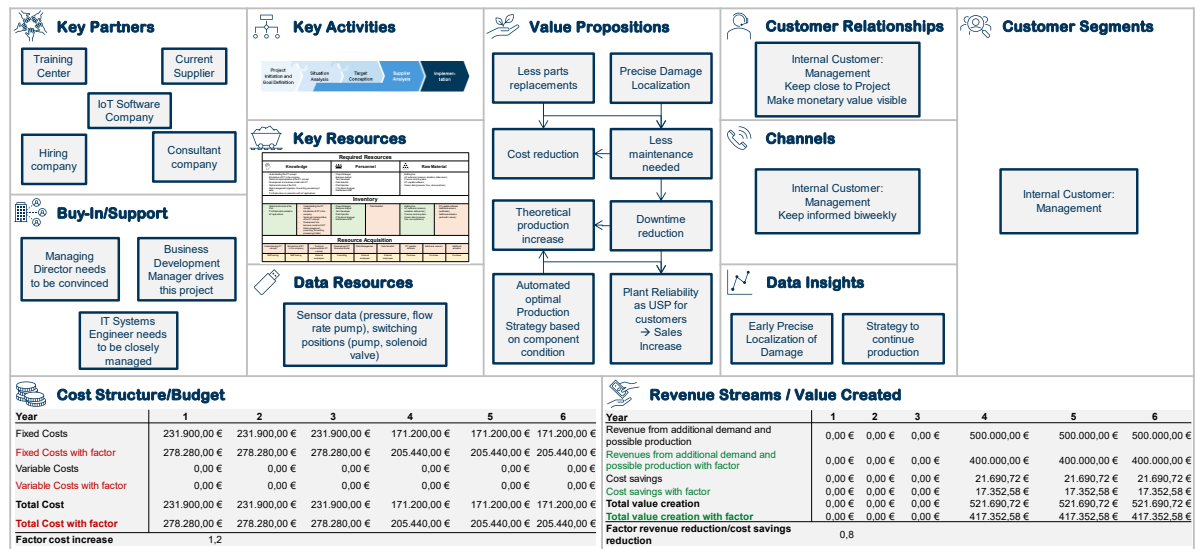 Key Partners
Training
Center
Current
Supplier
IoT Software
Company
Hiring
company
Consultant
company
Buy-In/Support
Managing
Director needs
to be convinced
Business
Development
Manager drives
this project
IT Systems
Engineer needs
to be closely
managed
Key Activities
Project
Initiation and
Goal Definition
Situation
Analysis
Target
Conception
Supplier
Analysis
Implemen-
tation
Key Resources
Required Resources
Knowledge Personnel Raw Material
Inventory
Resource Acquisition
Data Resources
Sensor data (pressure, flow
rate pump), switching
positions (pump, solenoid
valve)
Value Propositions
Less parts
replacements
Precise Damage
Localization
Cost reduction
Less
maintenance
needed
Theoretical
production
increase
Downtime
reduction
Automated
optimal
Production
Strategy based
on component
condition
Plant Reliability
as USP for
customers
→ Sales
Increase
Customer Relationships
Internal Customer:
Management
Keep close to Project
Make monetary value visible
Channels
Internal Customer:
Management
Keep informed biweekly
Data Insights
Early Precise
Localization of
Damage
Strategy to
continue
production
Customer Segments
Internal Customer:
Management
Cost Structure/Budget
Year 1 2 3 4 5 6
Fixed Costs 231.900,00 € 231.900,00 € 231.900,00 € 171.200,00 € 171.200,00 € 171.200,00 €
Fixed Costs with factor 278.280,00 € 278.280,00 € 278.280,00 € 205.440,00 € 205.440,00 € 205.440,00 €
Variable Costs 0,00 € 0,00 € 0,00 € 0,00 € 0,00 € 0,00 €
Variable Costs with factor 0,00 € 0,00 € 0,00 € 0,00 € 0,00 € 0,00 €
Total Cost 231.900,00 € 231.900,00 € 231.900,00 € 171.200,00 € 171.200,00 € 171.200,00 €
Total Cost with factor 278.280,00 € 278.280,00 € 278.280,00 € 205.440,00 € 205.440,00 € 205.440,00 €
Factor cost increase 1,2
Revenue Streams / Value Created
Year 1 2 3 4 5 6
Revenue from additional demand and
possible production 0,00 € 0,00 € 0,00 € 500.000,00 € 500.000,00 € 500.000,00 €
Revenues from additional demand and
possible production with factor 0,00 € 0,00 € 0,00 € 400.000,00 € 400.000,00 € 400.000,00 €
Cost savings 0,00 € 0,00 € 0,00 € 21.690,72 € 21.690,72 € 21.690,72 €
Cost savings with factor 0,00 € 0,00 € 0,00 € 17.352,58 € 17.352,58 € 17.352,58 €
Total value creation 0,00 € 0,00 € 0,00 € 521.690,72 € 521.690,72 € 521.690,72 €
Total value creation with factor 0,00 € 0,00 € 0,00 € 417.352,58 € 417.352,58 € 417.352,58 €
Factor revenue reduction/cost savings
reduction 0,8